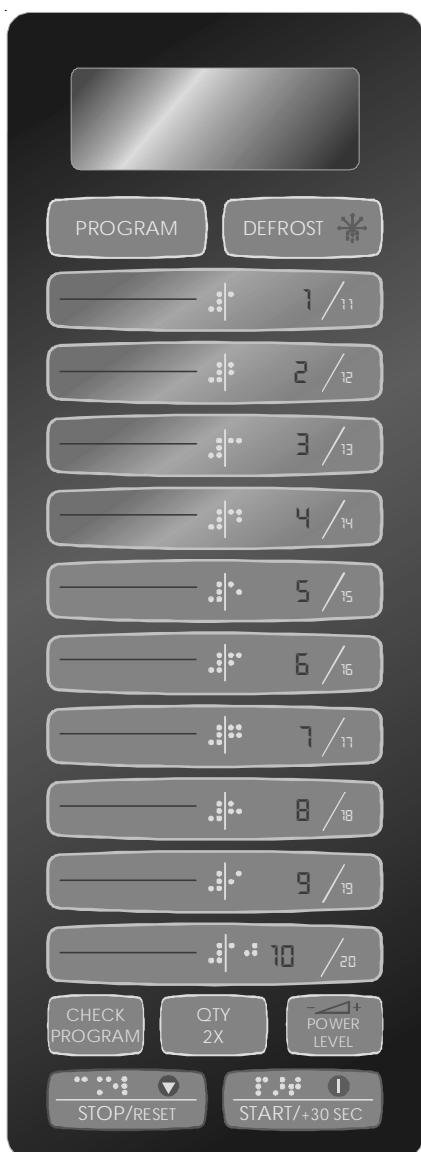 PROGRAM
DEFROST
1/11
2/12
3/13
4/14
5/15
6/16
7/17
8/18
9/19
10/20
CHECK
PROGRAM
QTY
2X
- +
POWER
LEVEL
STOP/RESET
START/+30 SEC